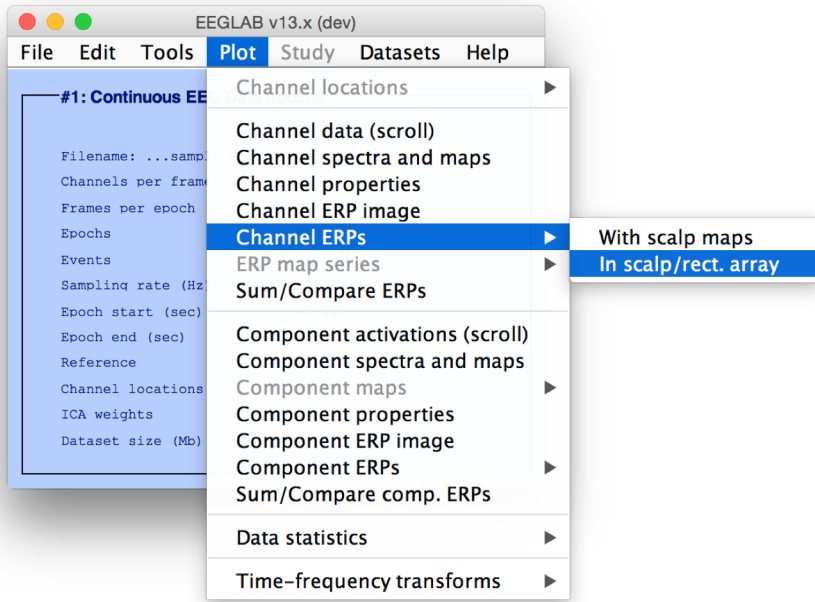 EEGLAB v13.x (dev)
File Edit Tools Plot Study Datasets Help
#1: Continuous EE
Filename: ...sampl
Channels per fram
Frames per epoch
Epochs
Events
Sampling rate (Hz)
Epoch start (sec)
Epoch end (sec)
Reference
Channel locations
ICA weights
Dataset size (Mb)
Channel locations
Channel data (scroll)
Channel spectra and maps
Channel properties
Channel ERP image
Channel ERPs
ERP map series
Sum/Compare ERPs
Component activations (scroll)
Component spectra and maps
Component maps
Component properties
Component ERP image
Component ERPs
Sum/Compare comp. ERPs
Data statistics
Time-frequency transforms
With scalp maps
In scalp/rect. array